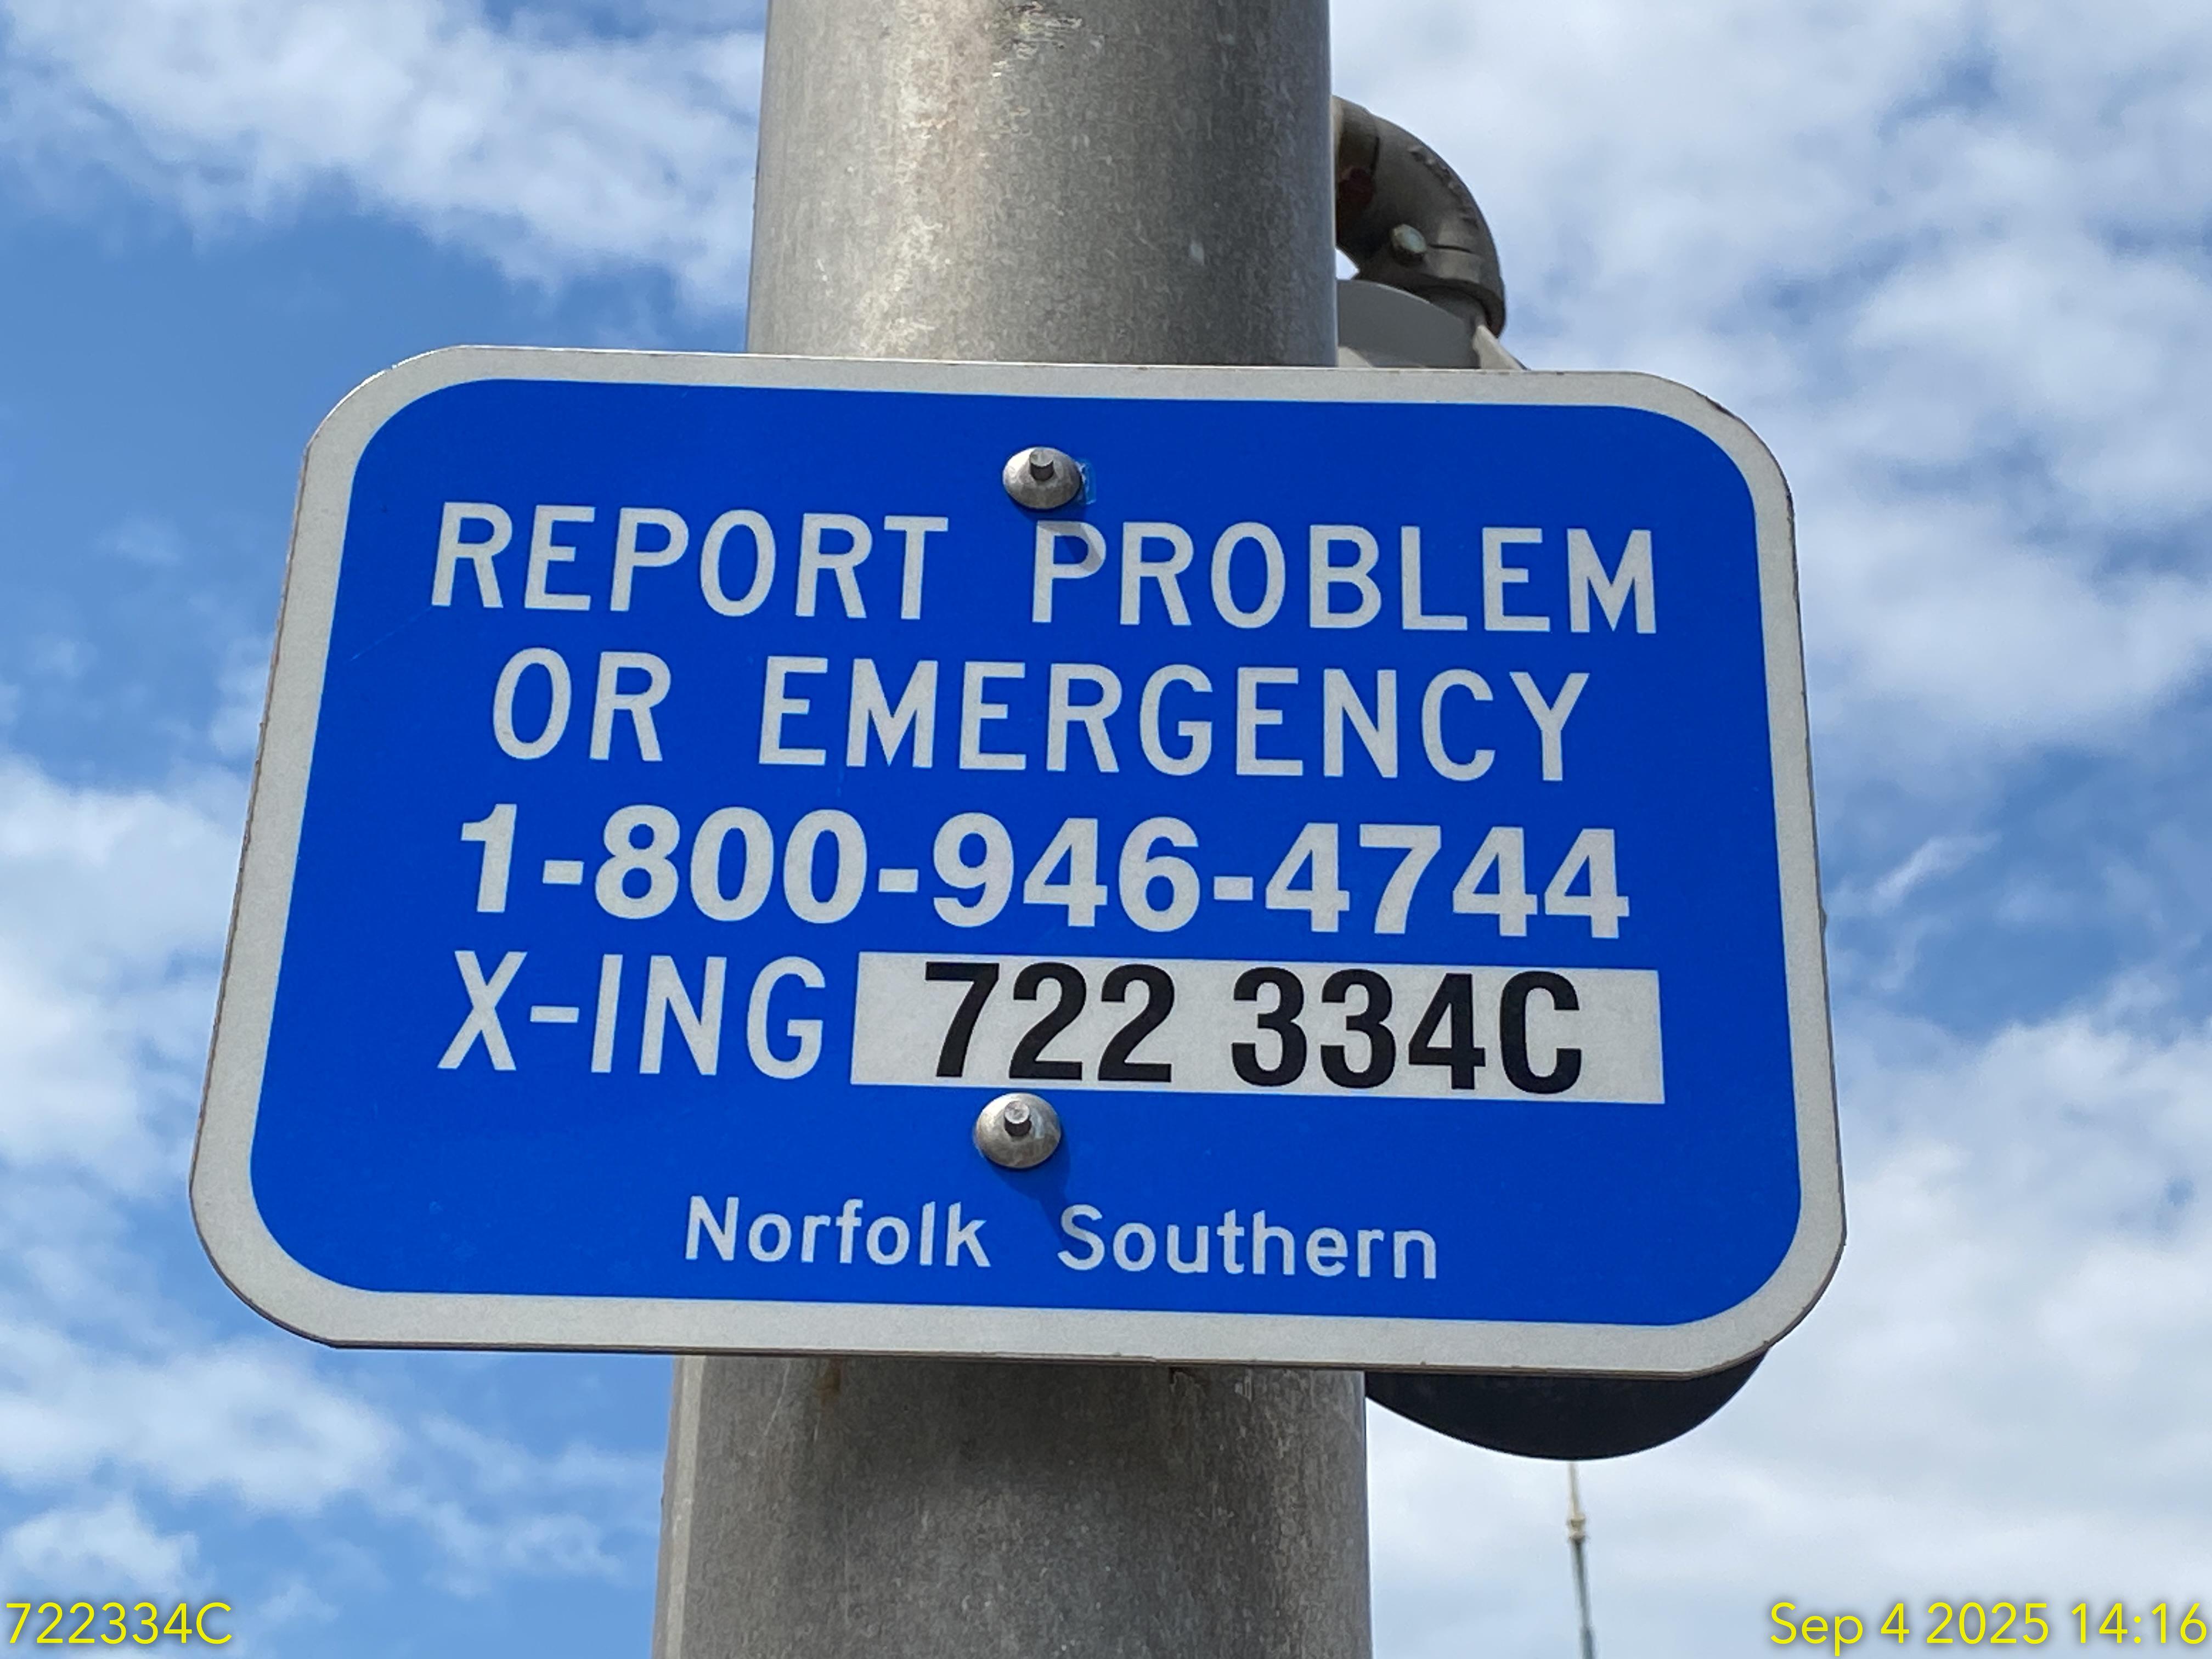 REPORT PROBLEM
OR EMERGENCY
1-800-946-4744
X-ING 722 334C
Norfolk Southern
722334C
Sep 4 2025 14:16